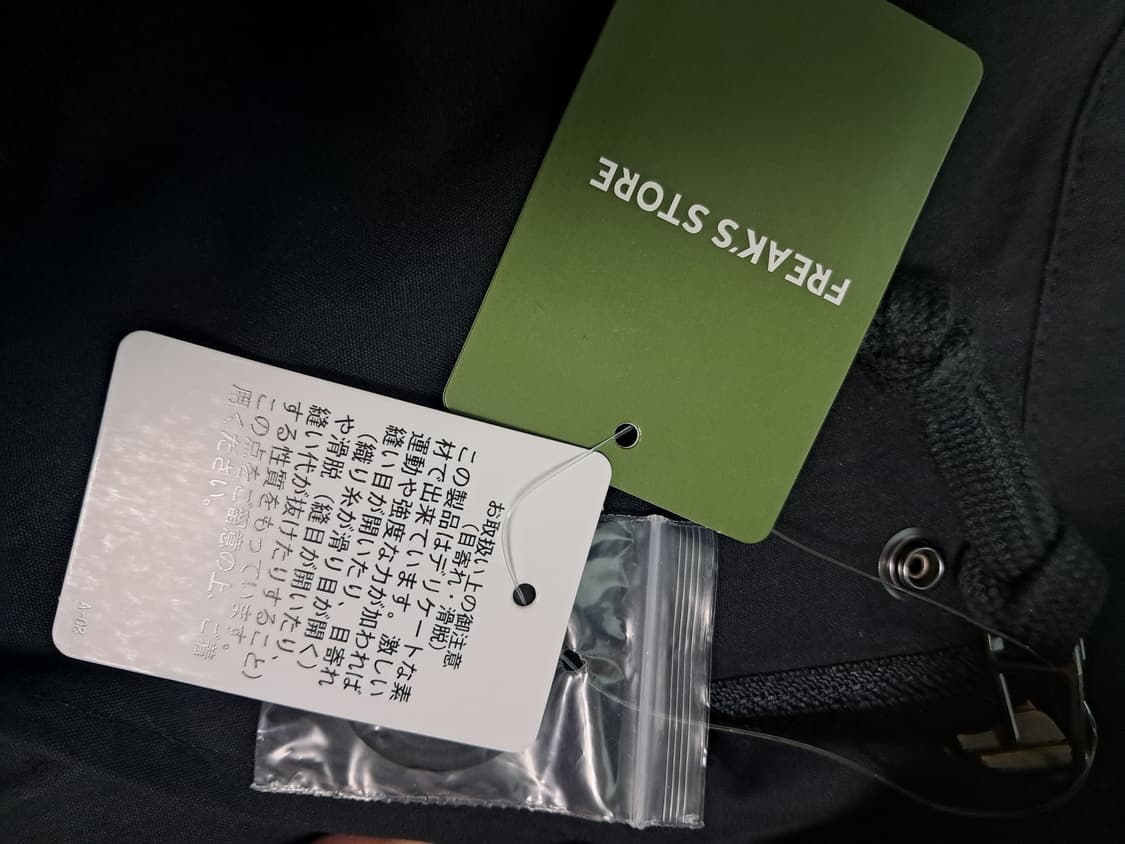 FREAK'S STORE
お取扱い上の御注意
(目寄れ・滑脱)
この製品はデリケートな素
材で出来ています。激しい
運動や強度な力が加われば
縫い目が開いたり、目寄れ
(織り糸が滑り目が開く)
や滑脱(縫目が開いたり、
縫い代が抜けたりすること)
する性質をもっています。
この点をご留意の上、ご着
用ください。
A-02